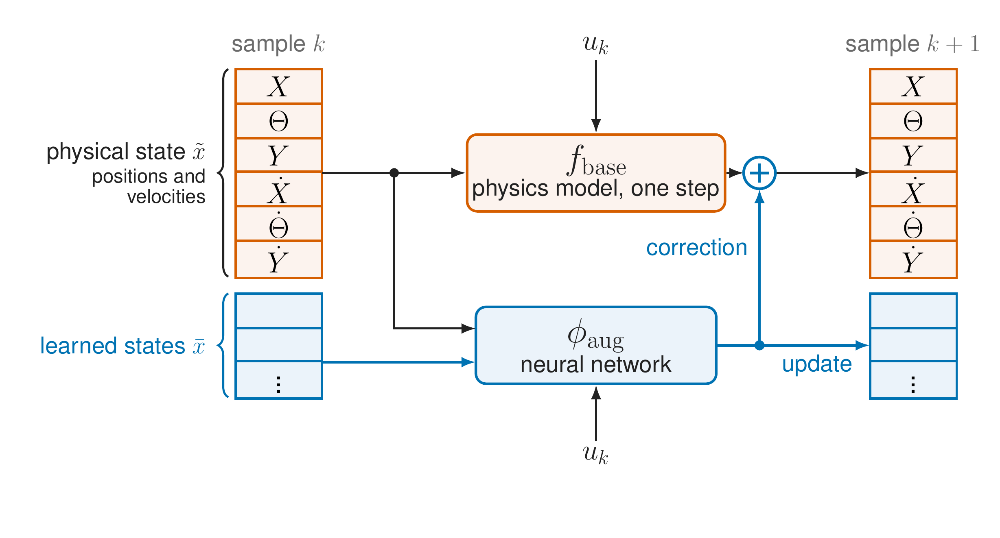 sample k
u_k
sample k + 1
X
Θ
Y
Ẋ
Θ̇
Ẏ
physical state x̃
positions and
velocities
f_base
physics model, one step
X
Θ
Y
Ẋ
Θ̇
Ẏ
correction
learned states x̄
⋮
ϕ_aug
neural network
update
⋮
u_k